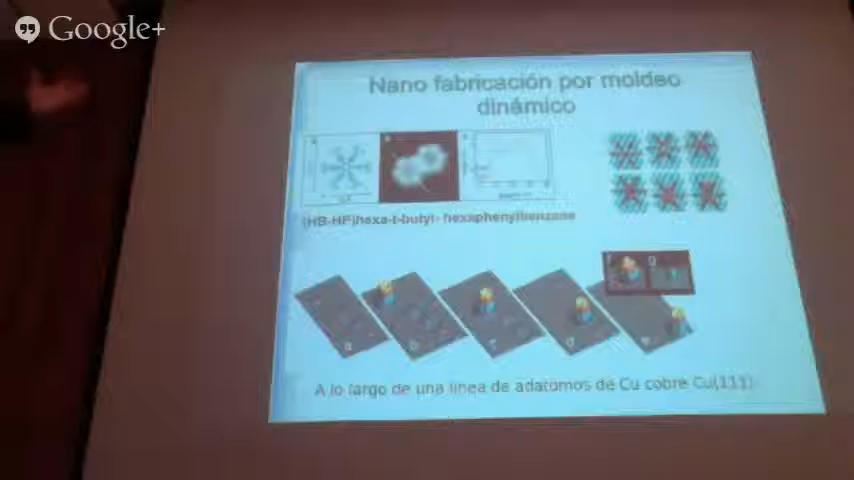 Google+
Nano fabricación por moldeo
dinámico
(HB-HF)hexa-t-butyl- hexaphenylbenzene
f g
a b c d e
A lo largo de una linea de adatomos de Cu cobre Cu(111)